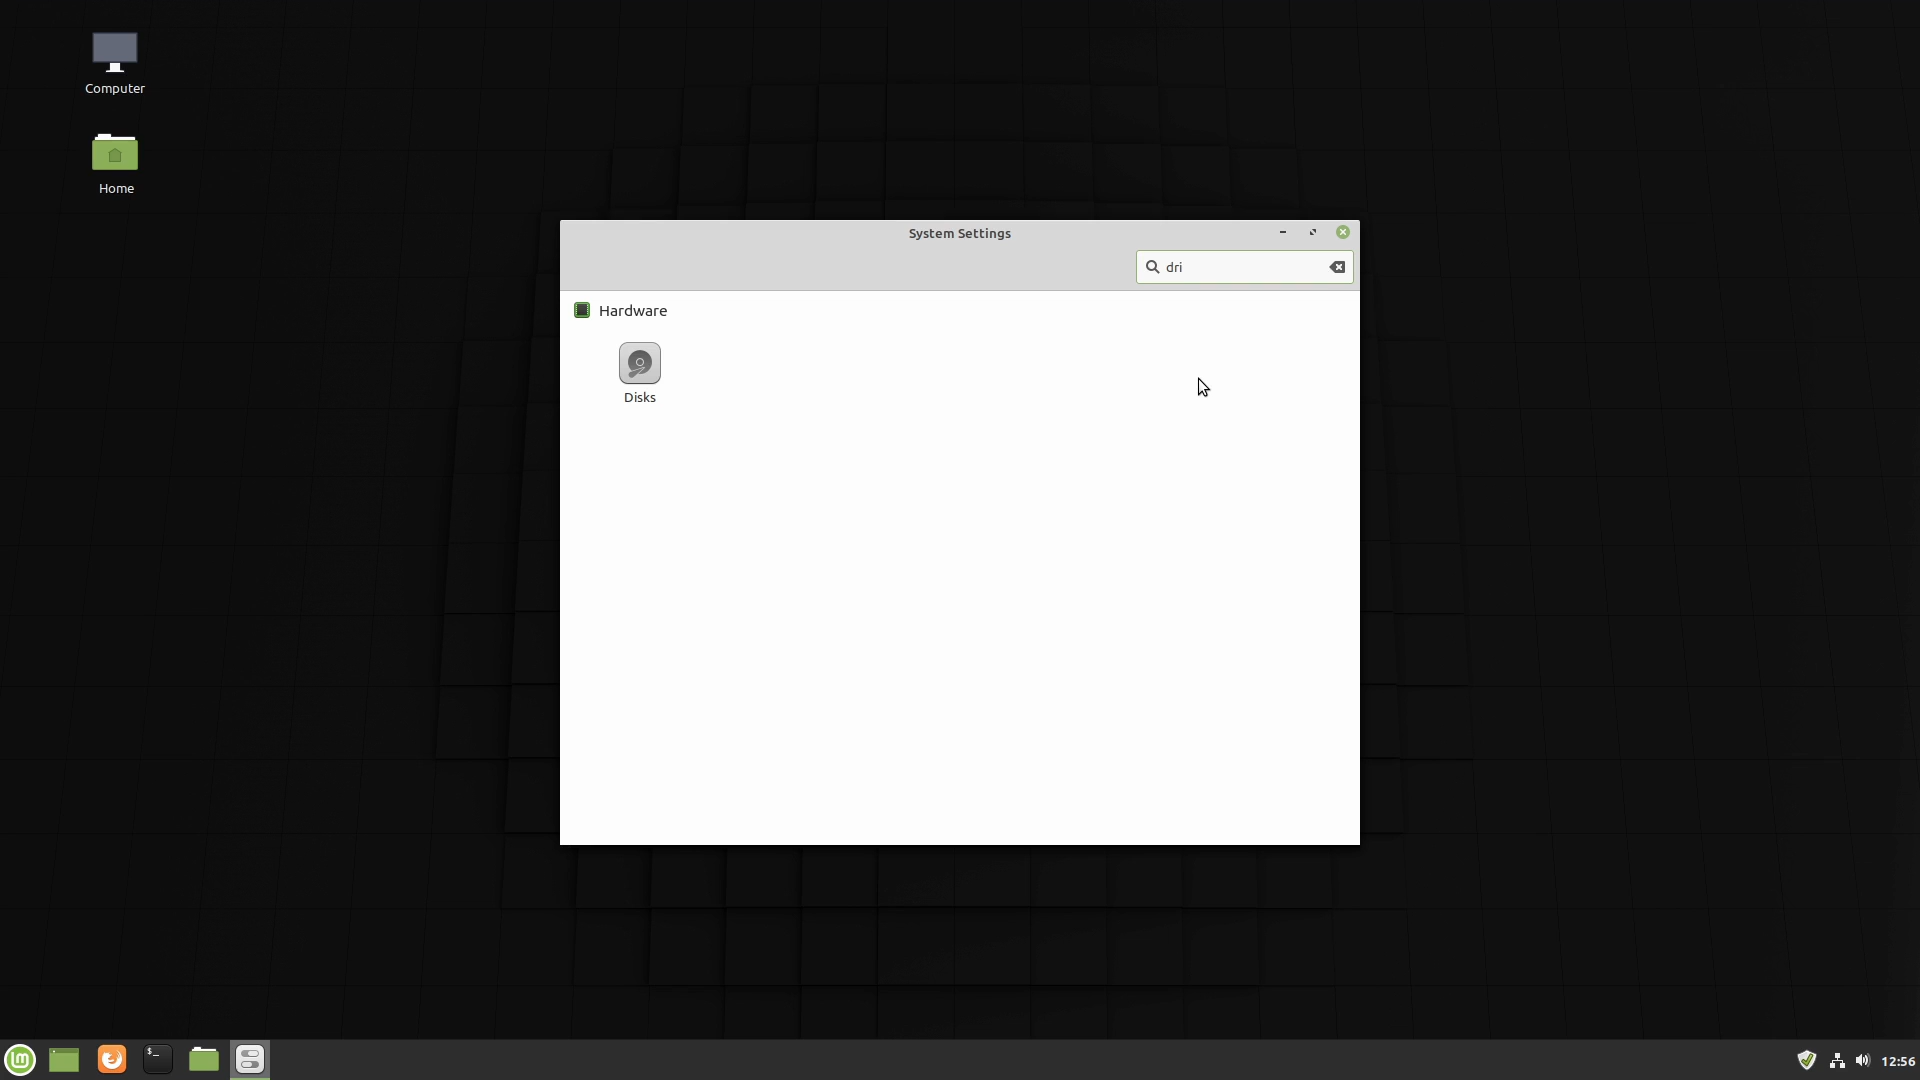 Computer
Home
System Settings
dri
Hardware
Disks
$_
12:56